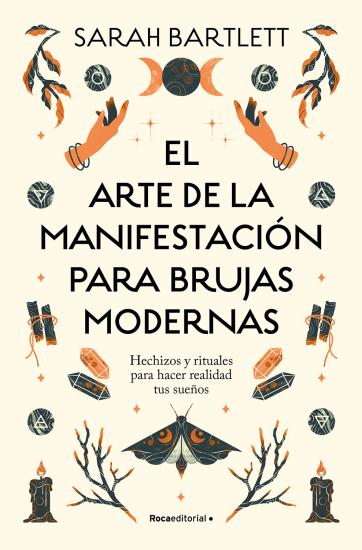 SARAH BARTLETT
EL
ARTE DE LA
MANIFESTACIÓN
PARA BRUJAS
MODERNAS
Hechizos y rituales
para hacer realidad
tus sueños
Rocaeditorial